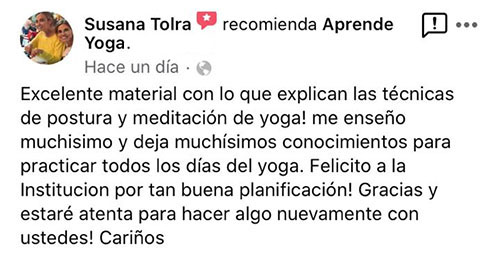 Susana Tolra recomienda Aprende
Yoga.
Hace un día ·
Excelente material con lo que explican las técnicas
de postura y meditación de yoga! me enseño
muchisimo y deja muchísimos conocimientos para
practicar todos los días del yoga. Felicito a la
Institucion por tan buena planificación! Gracias y
estaré atenta para hacer algo nuevamente con
ustedes! Cariños